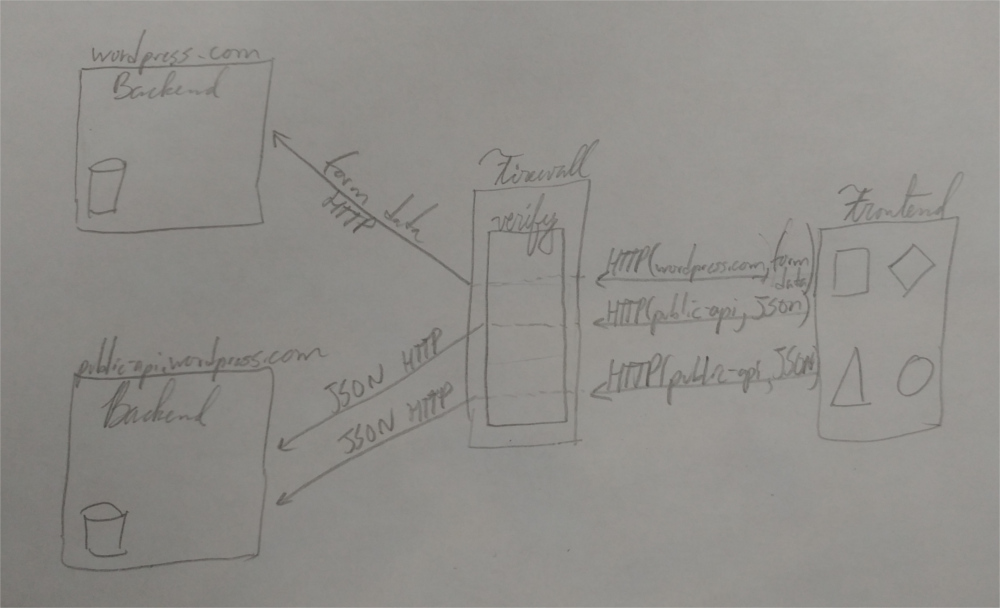 wordpress.com
Backend
form data
HTTP
Firewall
verify
Frontend
HTTP(wordpress.com, form
data)
HTTP(public-api, JSON)
HTTP(public-api, JSON)
public-api.wordpress.com
Backend
JSON HTTP
JSON HTTP